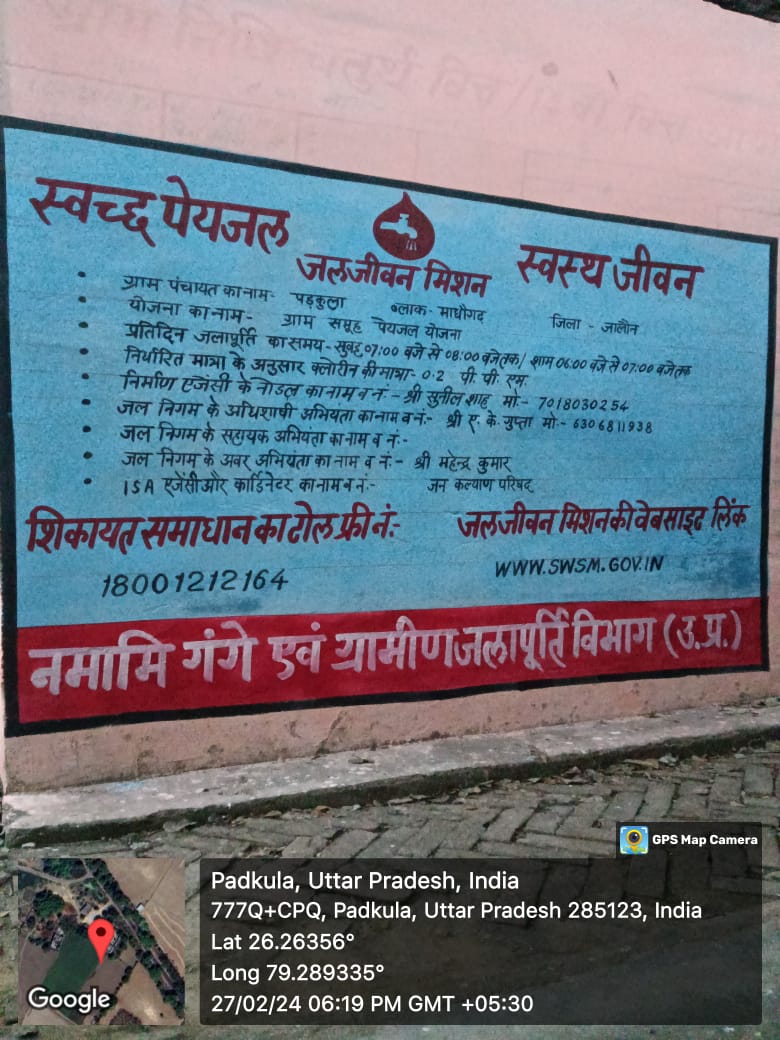 स्वच्छ पेयजल
जलजीवन मिशन
स्वस्थ जीवन
• ग्राम पंचायत का नाम- पड़कुला ब्लाक- माधौगढ़ जिला - जालौन
• योजना का नाम- ग्राम समूह पेयजल योजना
• प्रतिदिन जलापूर्ति का समय- सुबह 07:00 बजे से 08:00 बजे तक/ शाम 06:00 बजे से 07:00 बजे तक
• निर्धारित मात्रा के अनुसार क्लोरीन की मात्रा- 0.2 पी. पी. एम.
• निर्माण एजेंसी के नोडल का नाम व नं:- श्री सुनील शाह मो:- 7018030254
• जल निगम के अधिशाषी अभियंता का नाम व नं:- श्री ए. के. गुप्ता मो:- 6306811938
• जल निगम के सहायक अभियंता का नाम व नं:-
• जल निगम के अवर अभियंता का नाम व नं:- श्री महेन्द्र कुमार
• ISA एजेंसी और कार्डिनेटर का नाम व नं:- जन कल्याण परिषद
शिकायत समाधान का टोल फ्री नं:-
18001212164
जलजीवन मिशन की वेबसाइट लिंक
WWW.SWSM.GOV.IN
नमामि गंगे एवं ग्रामीण जलापूर्ति विभाग (उ.प्र.)
GPS Map Camera
Google
Padkula, Uttar Pradesh, India
777Q+CPQ, Padkula, Uttar Pradesh 285123, India
Lat 26.26356°
Long 79.289335°
27/02/24 06:19 PM GMT +05:30